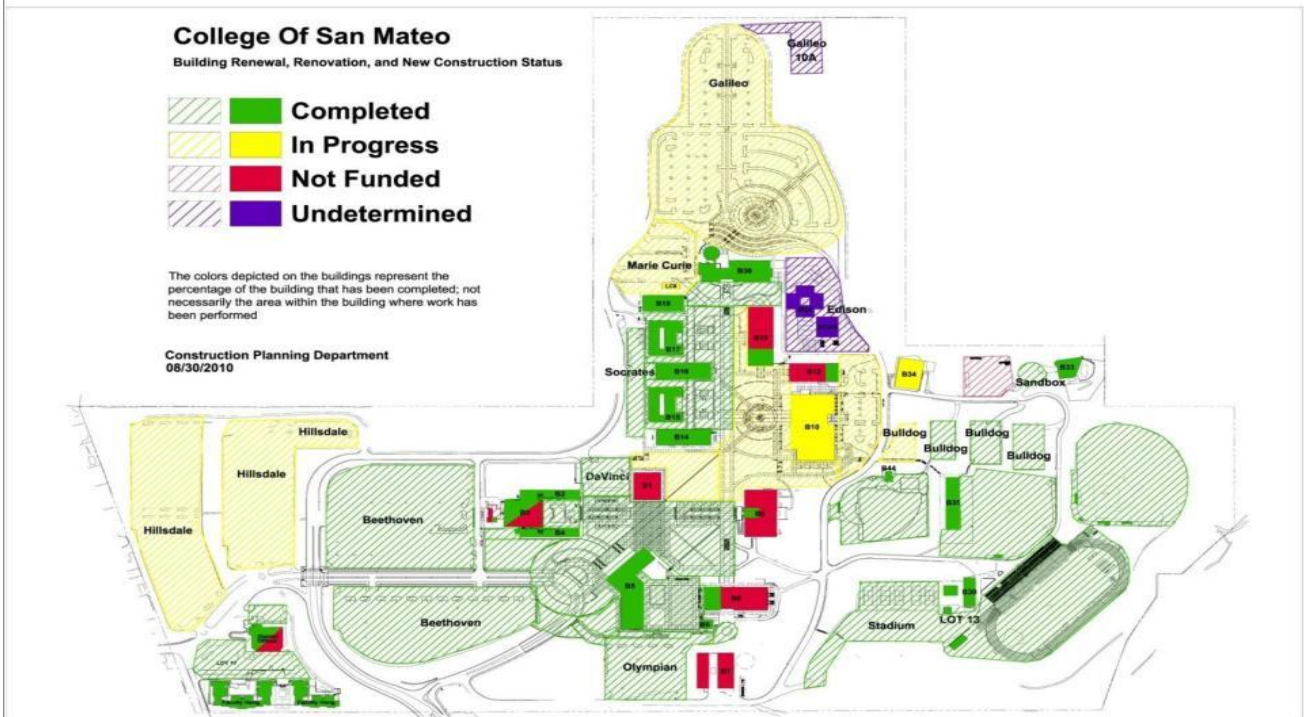 College Of San Mateo
Building Renewal, Renovation, and New Construction Status
Completed
In Progress
Not Funded
Undetermined
The colors depicted on the buildings represent the
percentage of the building that has been completed; not
necessarily the area within the building where work has
been performed
Construction Planning Department
08/30/2010
Galileo
10A
Galileo
Marie Curie
B36
B18
Edison
B17
Socrates
B16
B12
B34
B33
Sandbox
B15
B10
B14
Hillsdale
Hillsdale
Hillsdale
Bulldog
Bulldog
Bulldog
Bulldog
B44
DaVinci
B1
B2
B3
B4
B35
Beethoven
B5
Beethoven
B30
LOT 13
Stadium
Olympian
Faculty Hsng
Faculty Hsng